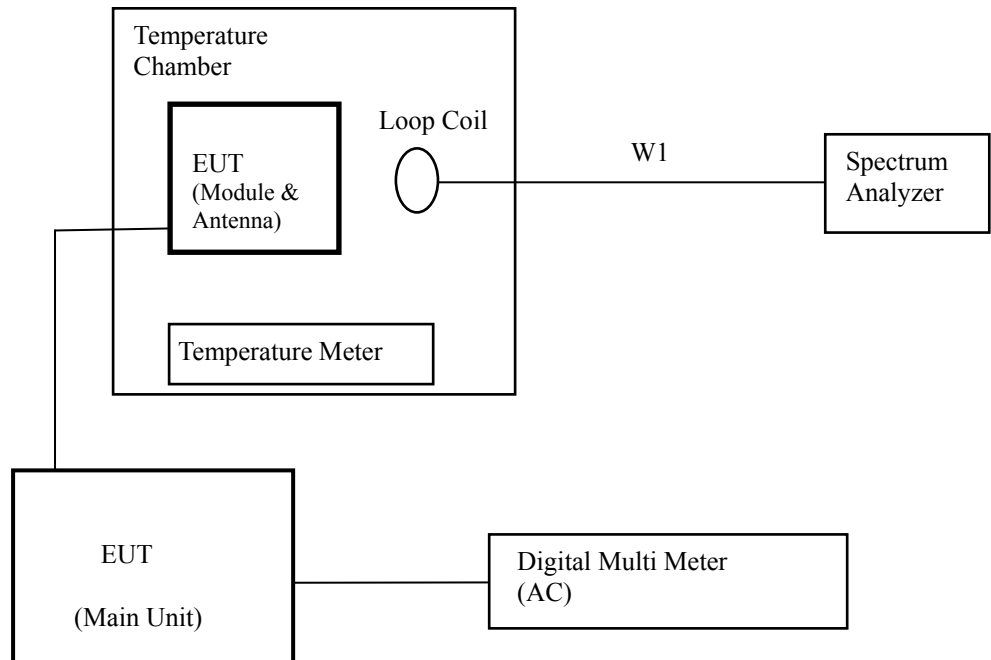 Temperature
Chamber
Loop Coil
EUT
(Module &
Antenna)
W1
Spectrum
Analyzer
Temperature Meter
EUT
(Main Unit)
Digital Multi Meter
(AC)